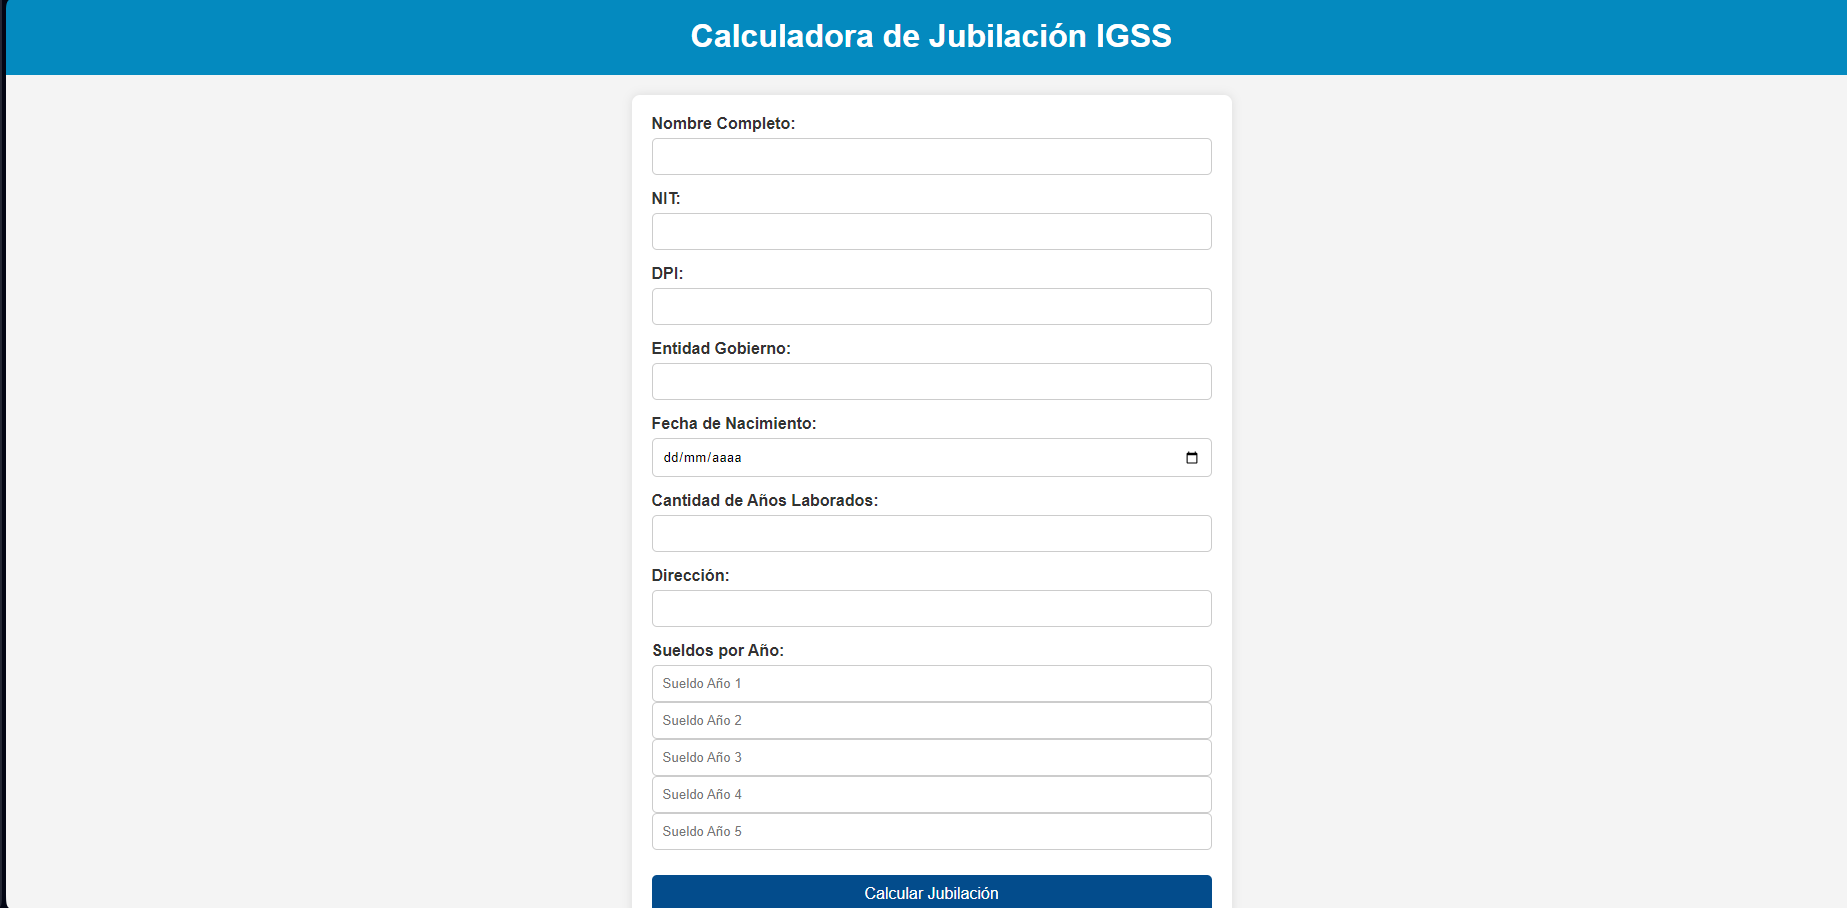 Calculadora de Jubilación IGSS
Nombre Completo:
NIT:
DPI:
Entidad Gobierno:
Fecha de Nacimiento:
dd/mm/aaaa
Cantidad de Años Laborados:
Dirección:
Sueldos por Año:
Sueldo Año 1
Sueldo Año 2
Sueldo Año 3
Sueldo Año 4
Sueldo Año 5
Calcular Jubilación